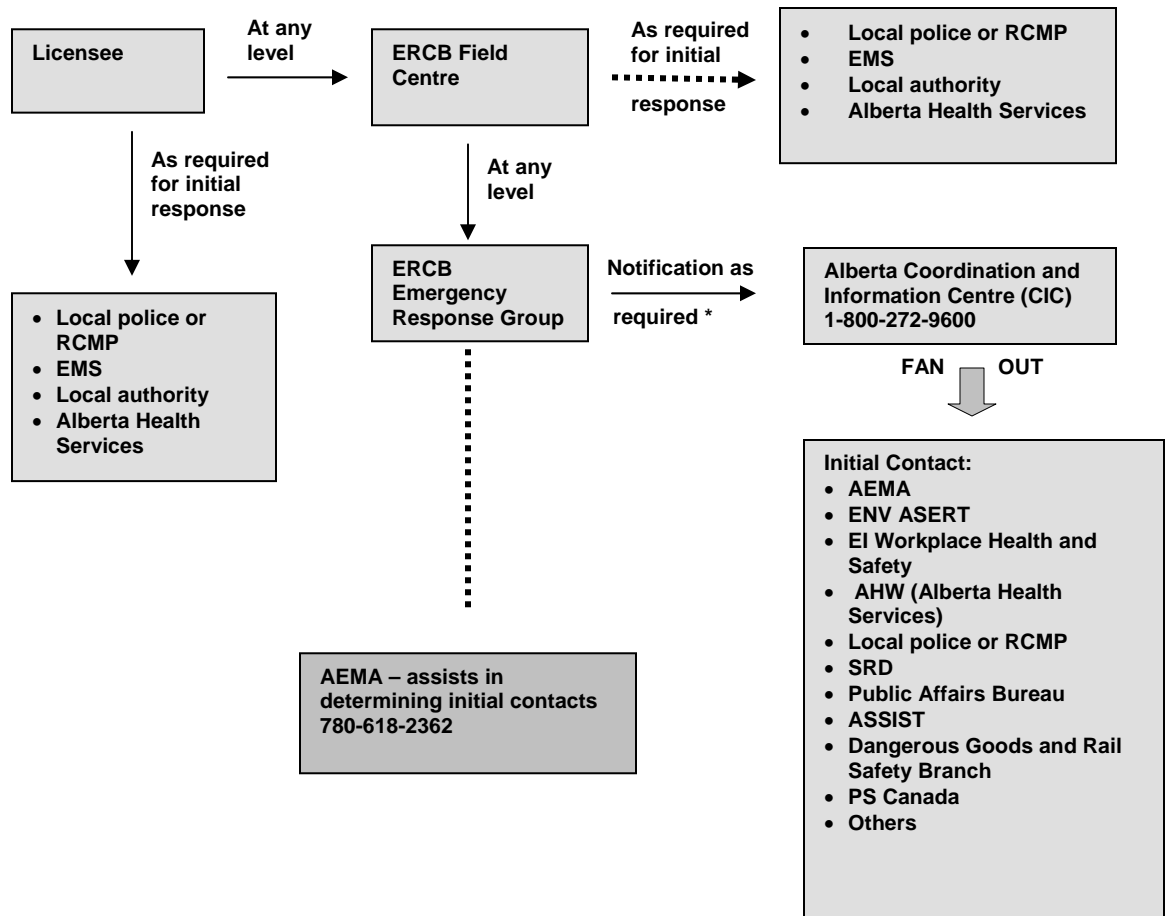 Licensee
At any
level
ERCB Field
Centre
As required
for initial
response
• Local police or RCMP
• EMS
• Local authority
• Alberta Health Services
As required
for initial
response
At any
level
• Local police or
RCMP
• EMS
• Local authority
• Alberta Health
Services
ERCB
Emergency
Response Group
Notification as
required *
Alberta Coordination and
Information Centre (CIC)
1-800-272-9600
FAN OUT
AEMA – assists in
determining initial contacts
780-618-2362
Initial Contact:
• AEMA
• ENV ASERT
• EI Workplace Health and
Safety
• AHW (Alberta Health
Services)
• Local police or RCMP
• SRD
• Public Affairs Bureau
• ASSIST
• Dangerous Goods and Rail
Safety Branch
• PS Canada
• Others